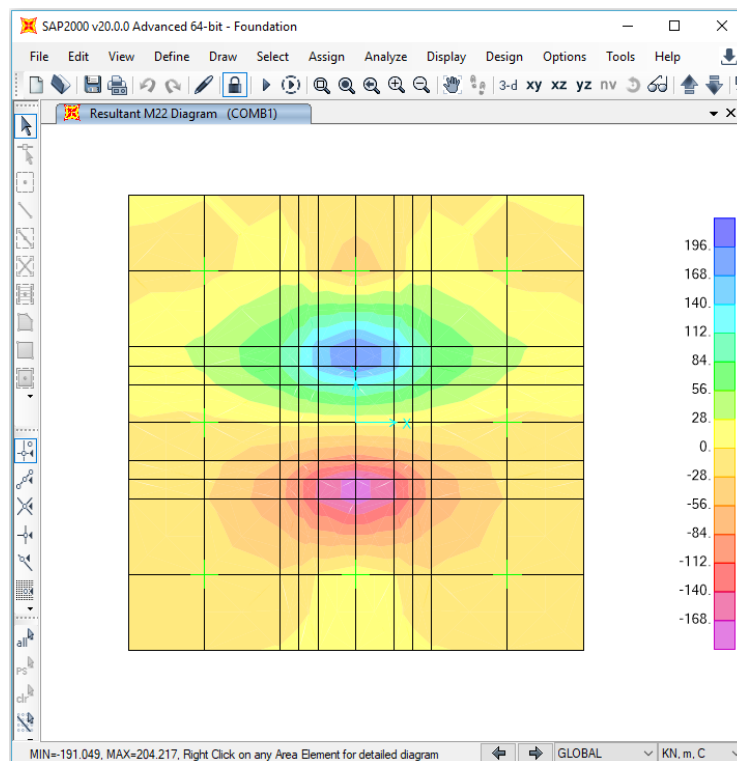 SAP2000 v20.0.0 Advanced 64-bit - Foundation
File Edit View Define Draw Select Assign Analyze Display Design Options Tools Help
3-d xy xz yz nv
Resultant M22 Diagram (COMB1)
196.
168.
140.
112.
84.
56.
28.
0.
-28.
-56.
-84.
-112.
-140.
-168.
X
all
PS
clr
MIN=-191.049, MAX=204.217, Right Click on any Area Element for detailed diagram GLOBAL KN, m, C